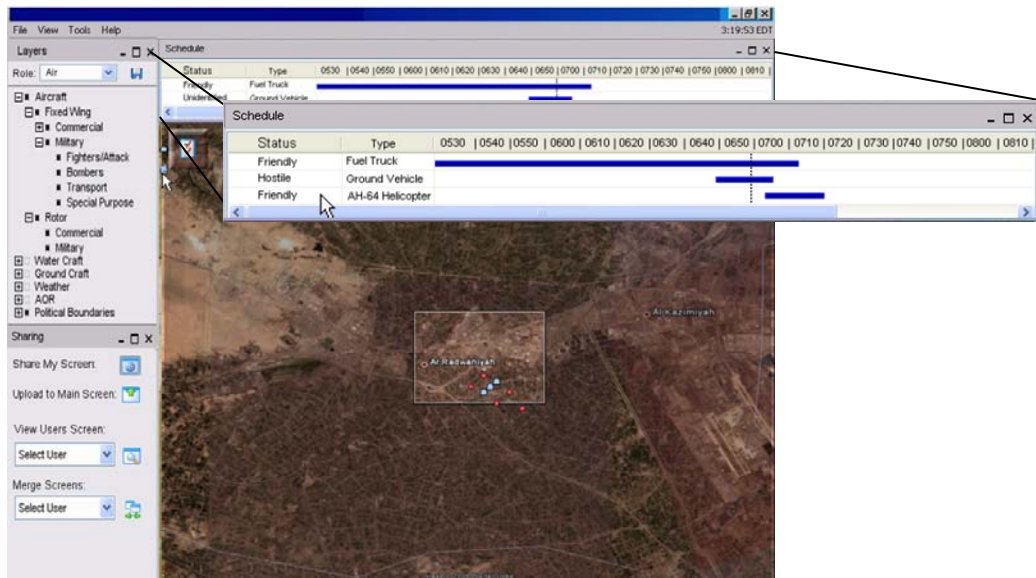 File View Tools Help
3:19:53 EDT
Layers
Role: Air
Aircraft
Fixed Wing
Commercial
Military
Fighters/Attack
Bombers
Transport
Special Purpose
Rotor
Commercial
Military
Water Craft
Ground Craft
Weather
AOR
Political Boundaries
Sharing
Share My Screen:
Upload to Main Screen:
View Users Screen:
Select User
Merge Screens:
Select User
Schedule
Status Type 0530 | 0540 | 0550 | 0600 | 0610 | 0620 | 0630 | 0640 | 0650 | 0700 | 0710 | 0720 | 0730 | 0740 | 0750 | 0800 | 0810 |
Friendly Fuel Truck
Unidentified Ground Vehicle
Schedule
Status Type 0530 | 0540 | 0550 | 0600 | 0610 | 0620 | 0630 | 0640 | 0650 | 0700 | 0710 | 0720 | 0730 | 0740 | 0750 | 0800 | 0810 |
Friendly Fuel Truck
Hostile Ground Vehicle
Friendly AH-64 Helicopter
Al Kazimiyah
Ar Radwaniyah